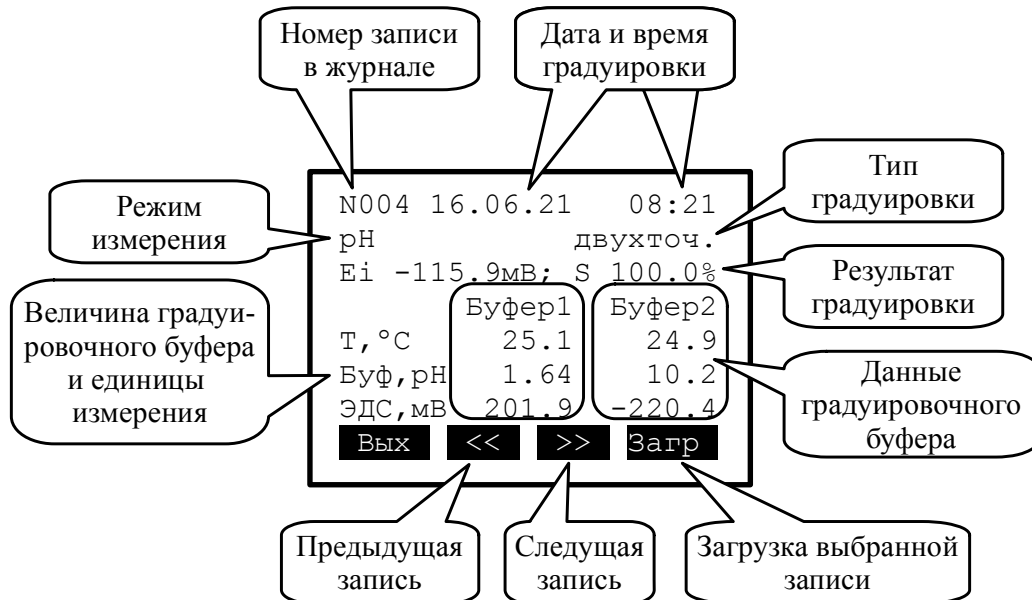 Номер записи
в журнале
Дата и время
градуировки
Режим
измерения
Тип
градуировки
N004 16.06.21 08:21
pH двухточ.
Ei -115.9мВ; S 100.0%
Результат
градуировки
Величина градуи-
ровочного буфера
и единицы
измерения
Буфер1 Буфер2
T,°C 25.1 24.9
Буф,pH 1.64 10.2
ЭДС,мВ 201.9 -220.4
Данные
градуировочного
буфера
Вых << >> Загр
Предыдущая
запись
Следущая
запись
Загрузка выбранной
записи